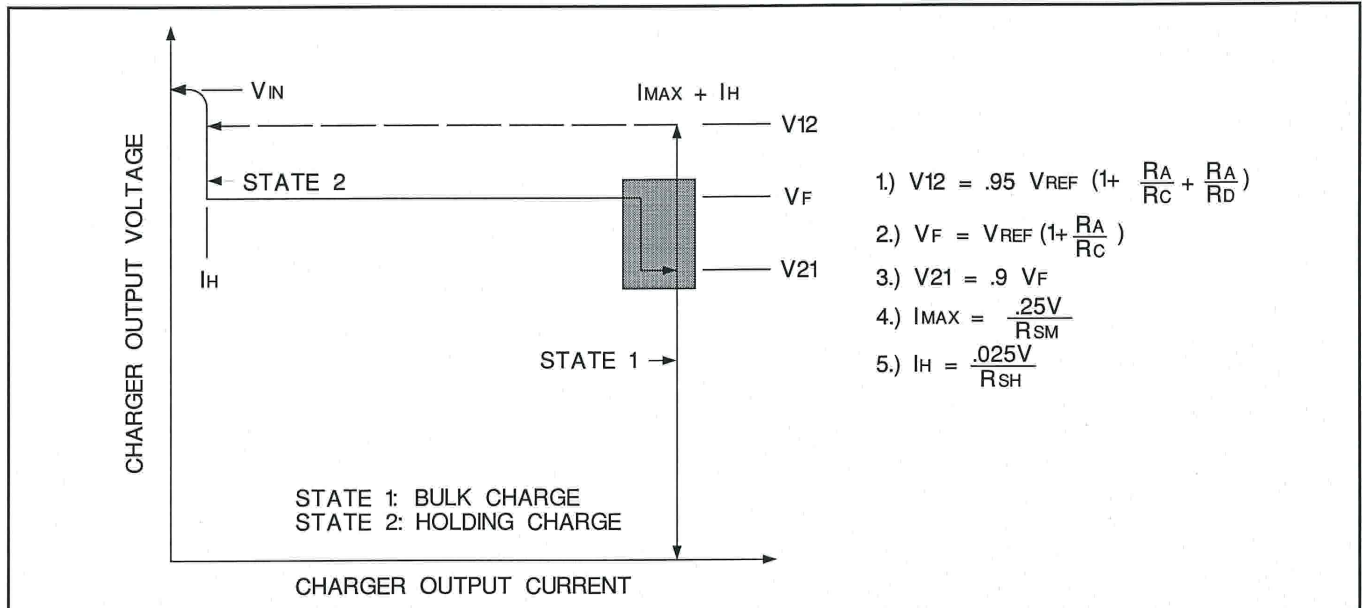 CHARGER OUTPUT VOLTAGE
VIN
IMAX + IH
V12
STATE 2
VF
IH
V21
STATE 1
STATE 1: BULK CHARGE
STATE 2: HOLDING CHARGE
CHARGER OUTPUT CURRENT
1.) V12 = .95 VREF (1+ RA/RC + RA/RD)
2.) VF = VREF (1+ RA/RC )
3.) V21 = .9 VF
4.) IMAX = .25V/RSM
5.) IH = .025V/RSH